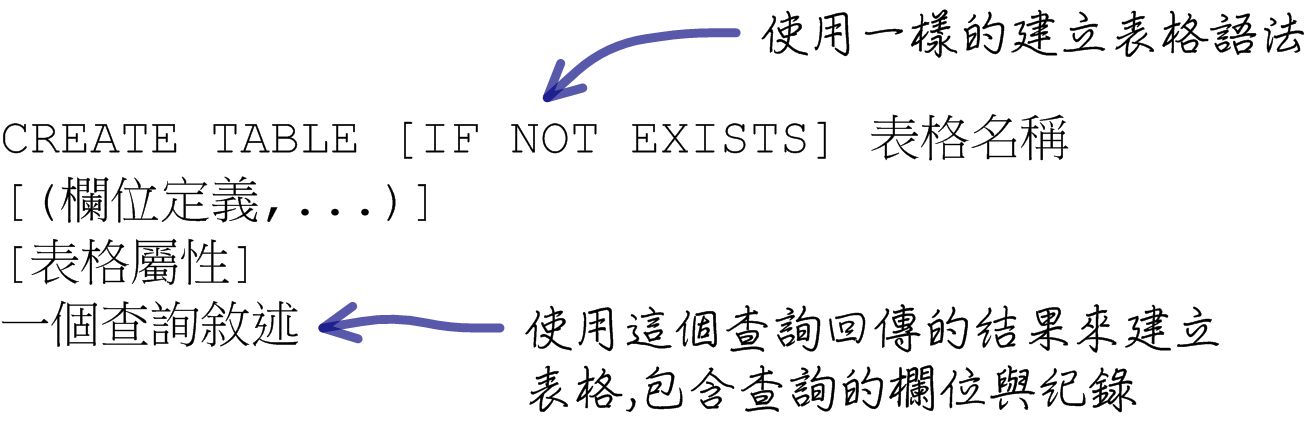 使用一樣的建立表格語法
CREATE TABLE [IF NOT EXISTS] 表格名稱
[(欄位定義,...)]
[表格屬性]
一個查詢敘述
使用這個查詢回傳的结果來建立
表格,包含查詢的欄位與紀錄